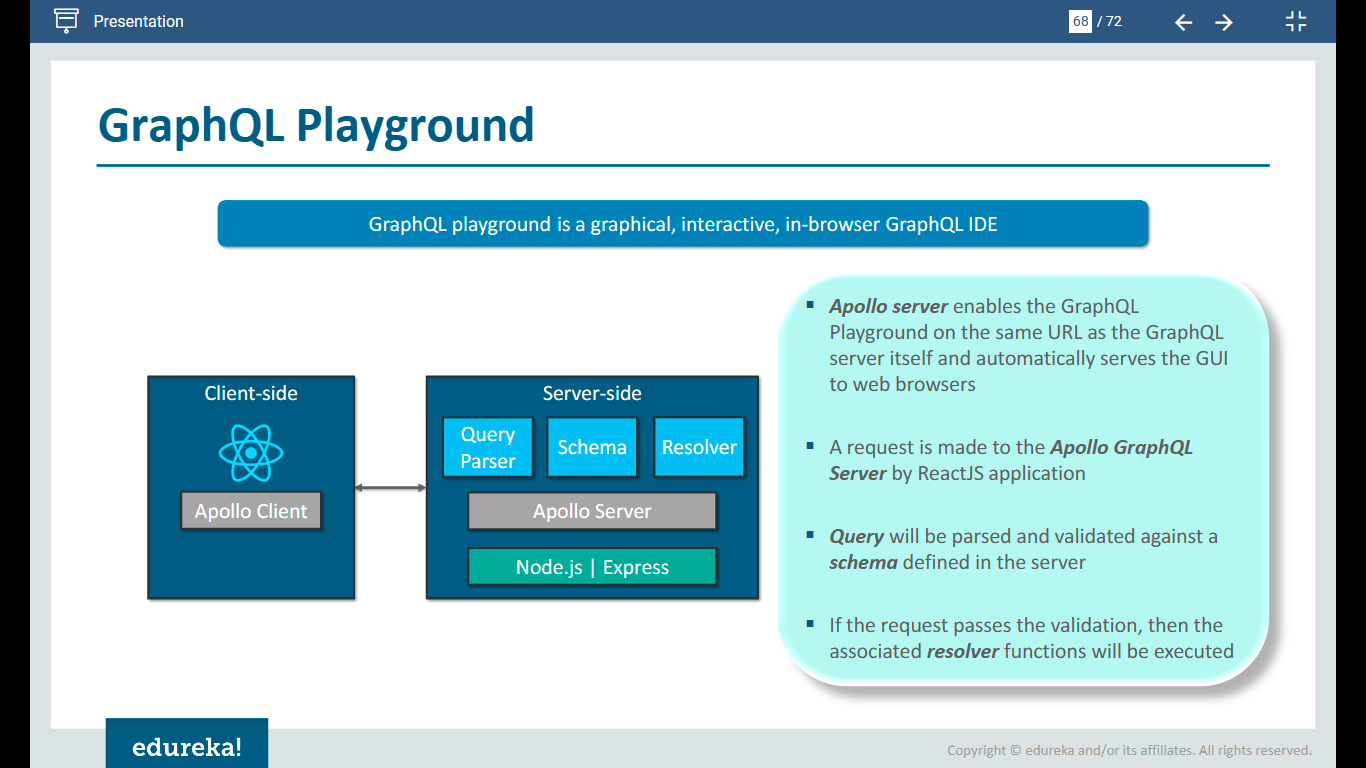 Presentation
68 / 72
GraphQL Playground
GraphQL playground is a graphical, interactive, in-browser GraphQL IDE
Client-side
Apollo Client
Server-side
Query
Parser
Schema
Resolver
Apollo Server
Node.js | Express
▪ Apollo server enables the GraphQL
Playground on the same URL as the GraphQL
server itself and automatically serves the GUI
to web browsers
▪ A request is made to the Apollo GraphQL
Server by ReactJS application
▪ Query will be parsed and validated against a
schema defined in the server
▪ If the request passes the validation, then the
associated resolver functions will be executed
edureka!
Copyright © edureka and/or its affiliates. All rights reserved.